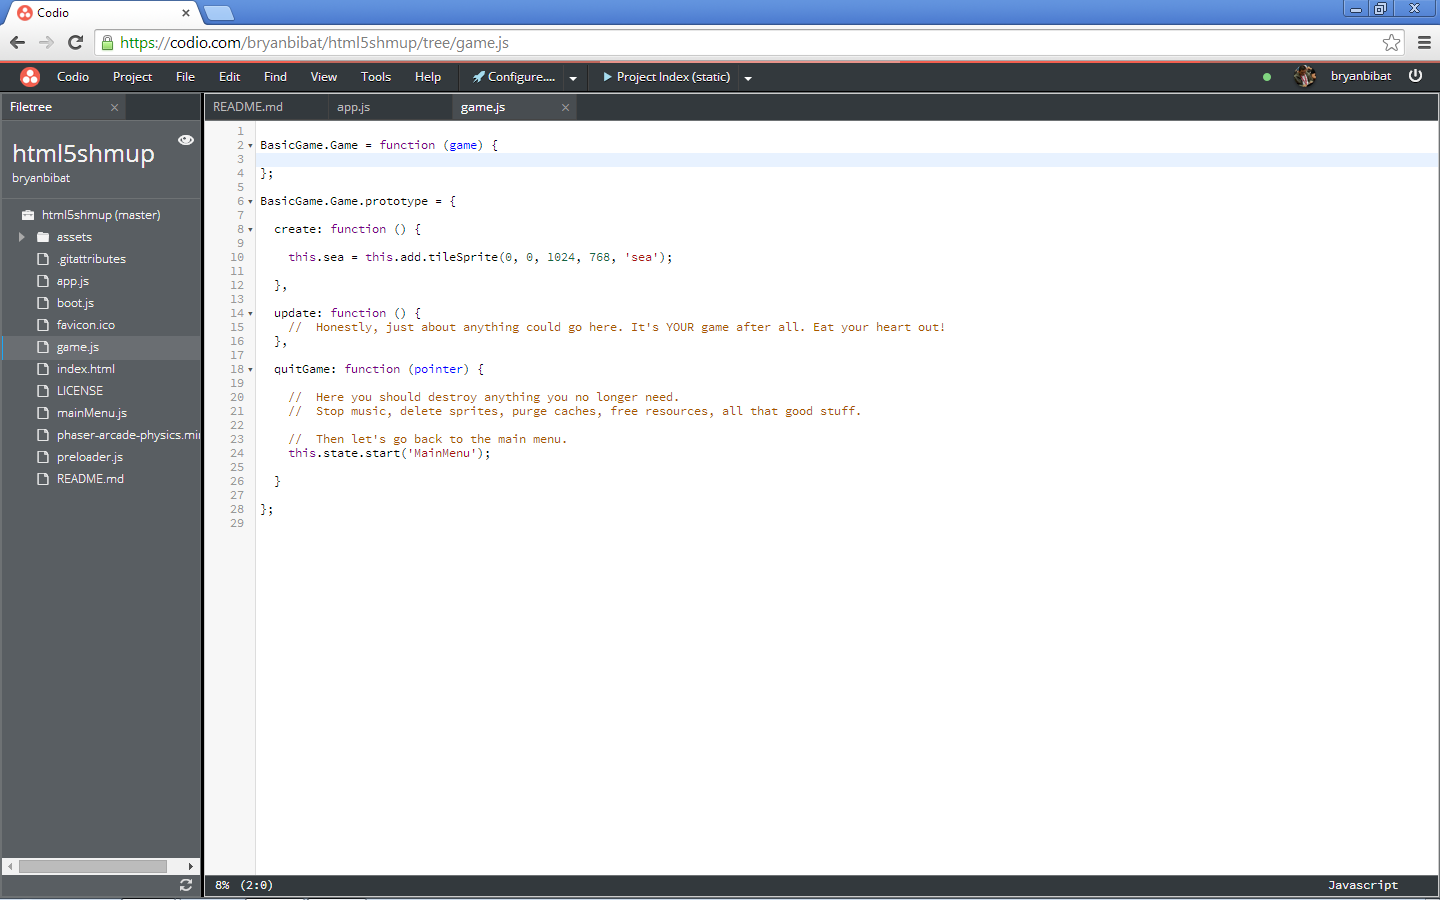 Codio
https://codio.com/bryanbibat/html5shmup/tree/game.js
Codio Project File Edit Find View Tools Help Configure.... Project Index (static) bryanbibat
Filetree
README.md app.js game.js
html5shmup
bryanbibat
html5shmup (master)
assets
.gitattributes
app.js
boot.js
favicon.ico
game.js
index.html
LICENSE
mainMenu.js
phaser-arcade-physics.mi
preloader.js
README.md
1
2 BasicGame.Game = function (game) {
3
4 };
5
6 BasicGame.Game.prototype = {
7
8 create: function () {
9
10 this.sea = this.add.tileSprite(0, 0, 1024, 768, 'sea');
11
12 },
13
14 update: function () {
15 //  Honestly, just about anything could go here. It's YOUR game after all. Eat your heart out!
16 },
17
18 quitGame: function (pointer) {
19
20 //  Here you should destroy anything you no longer need.
21 //  Stop music, delete sprites, purge caches, free resources, all that good stuff.
22
23 //  Then let's go back to the main menu.
24 this.state.start('MainMenu');
25
26 }
27
28 };
29
8% (2:0) Javascript